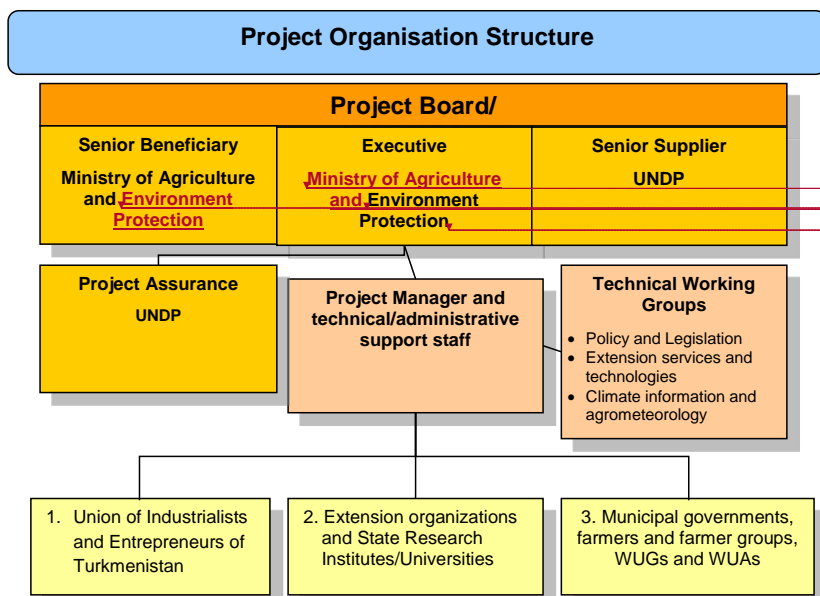 Project Organisation Structure
Project Board/
Senior Beneficiary
Ministry of Agriculture
and Environment
Protection
Executive
Ministry of Agriculture
and Environment
Protection
Senior Supplier
UNDP
Project Assurance
UNDP
Project Manager and
technical/administrative
support staff
Technical Working
Groups
• Policy and Legislation
• Extension services and
technologies
• Climate information and
agrometeorology
1. Union of Industrialists
and Entrepreneurs of
Turkmenistan
2. Extension organizations
and State Research
Institutes/Universities
3. Municipal governments,
farmers and farmer groups,
WUGs and WUAs